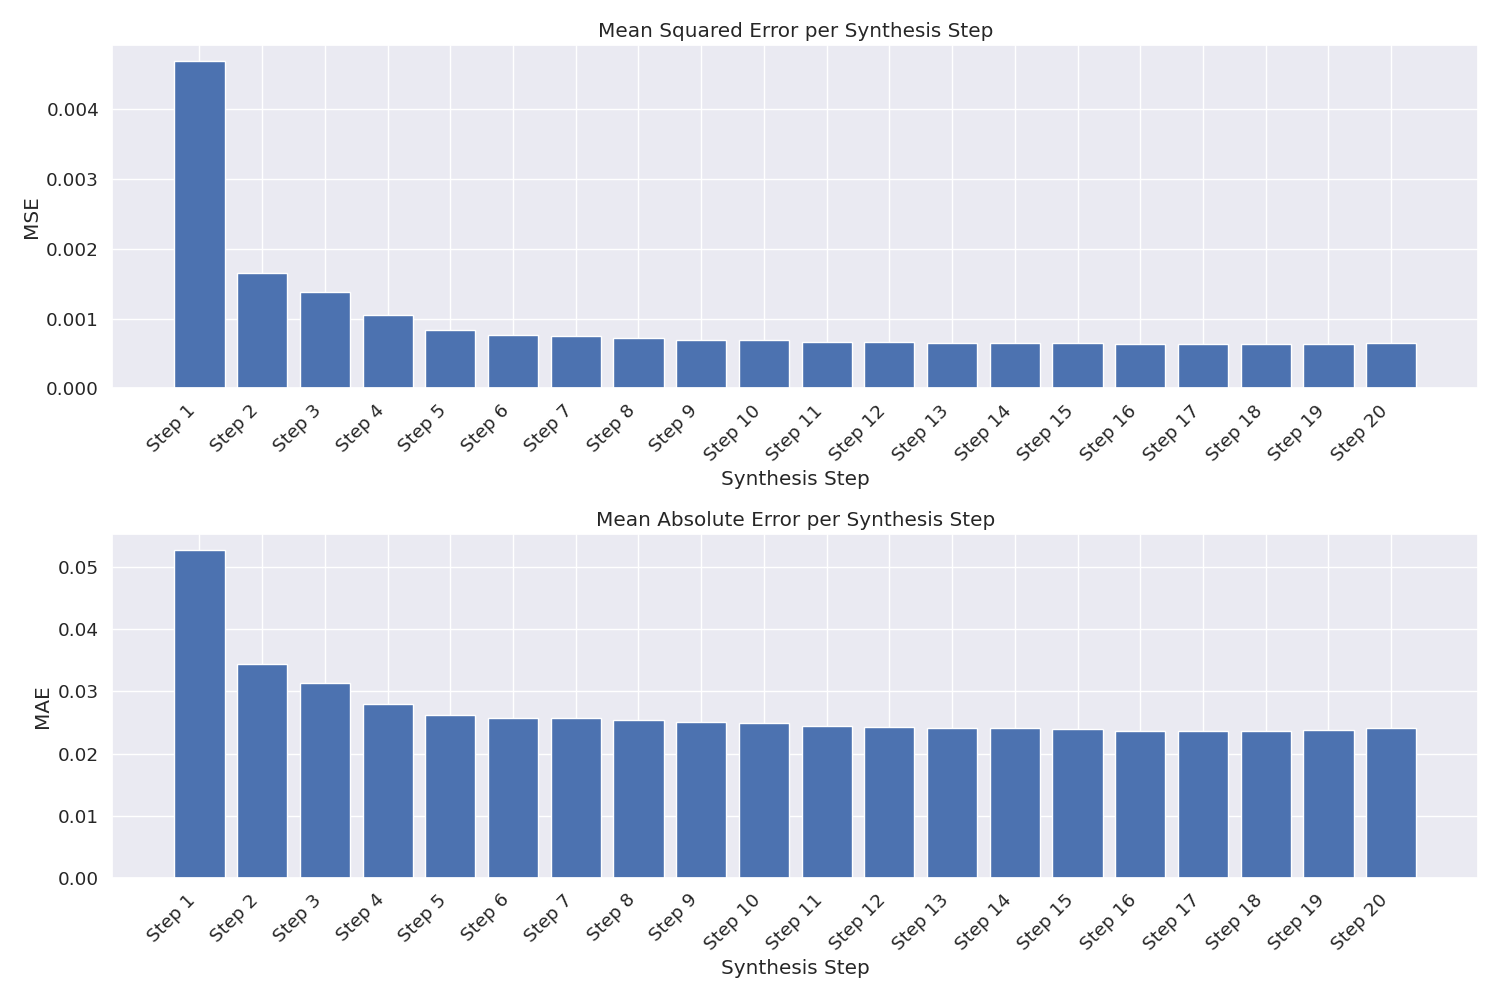 Mean Squared Error per Synthesis Step
MSE
0.004
0.003
0.002
0.001
0.000
Step 1
Step 2
Step 3
Step 4
Step 5
Step 6
Step 7
Step 8
Step 9
Step 10
Step 11
Step 12
Step 13
Step 14
Step 15
Step 16
Step 17
Step 18
Step 19
Step 20
Synthesis Step
Mean Absolute Error per Synthesis Step
MAE
0.05
0.04
0.03
0.02
0.01
0.00
Step 1
Step 2
Step 3
Step 4
Step 5
Step 6
Step 7
Step 8
Step 9
Step 10
Step 11
Step 12
Step 13
Step 14
Step 15
Step 16
Step 17
Step 18
Step 19
Step 20
Synthesis Step